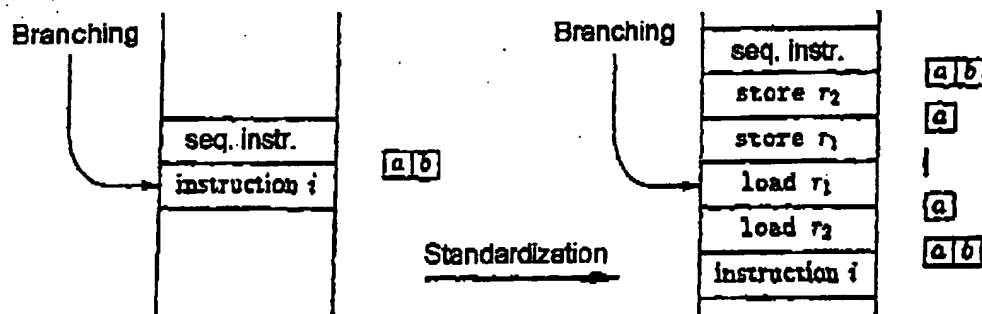 Branching
seq. instr.
instruction i
a b
Standardization
Branching
seq. instr.
store r2
store r1
load r1
load r2
instruction i
a b
a
a
a b